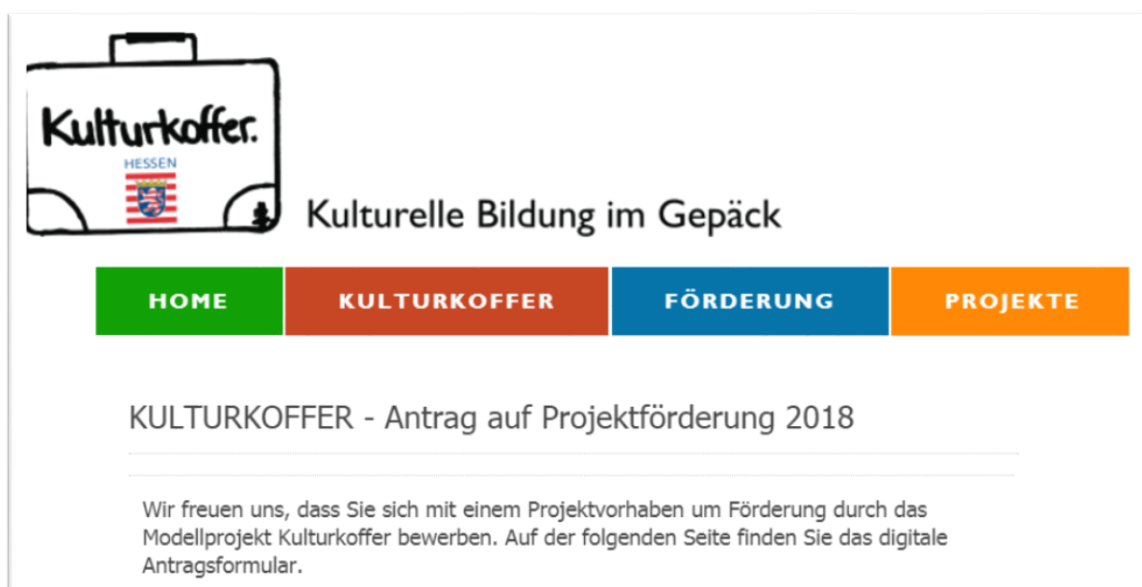 Kulturkoffer.
HESSEN
Kulturelle Bildung im Gepäck
HOME KULTURKOFFER FÖRDERUNG PROJEKTE
KULTURKOFFER - Antrag auf Projektförderung 2018
Wir freuen uns, dass Sie sich mit einem Projektvorhaben um Förderung durch das
Modellprojekt Kulturkoffer bewerben. Auf der folgenden Seite finden Sie das digitale
Antragsformular.